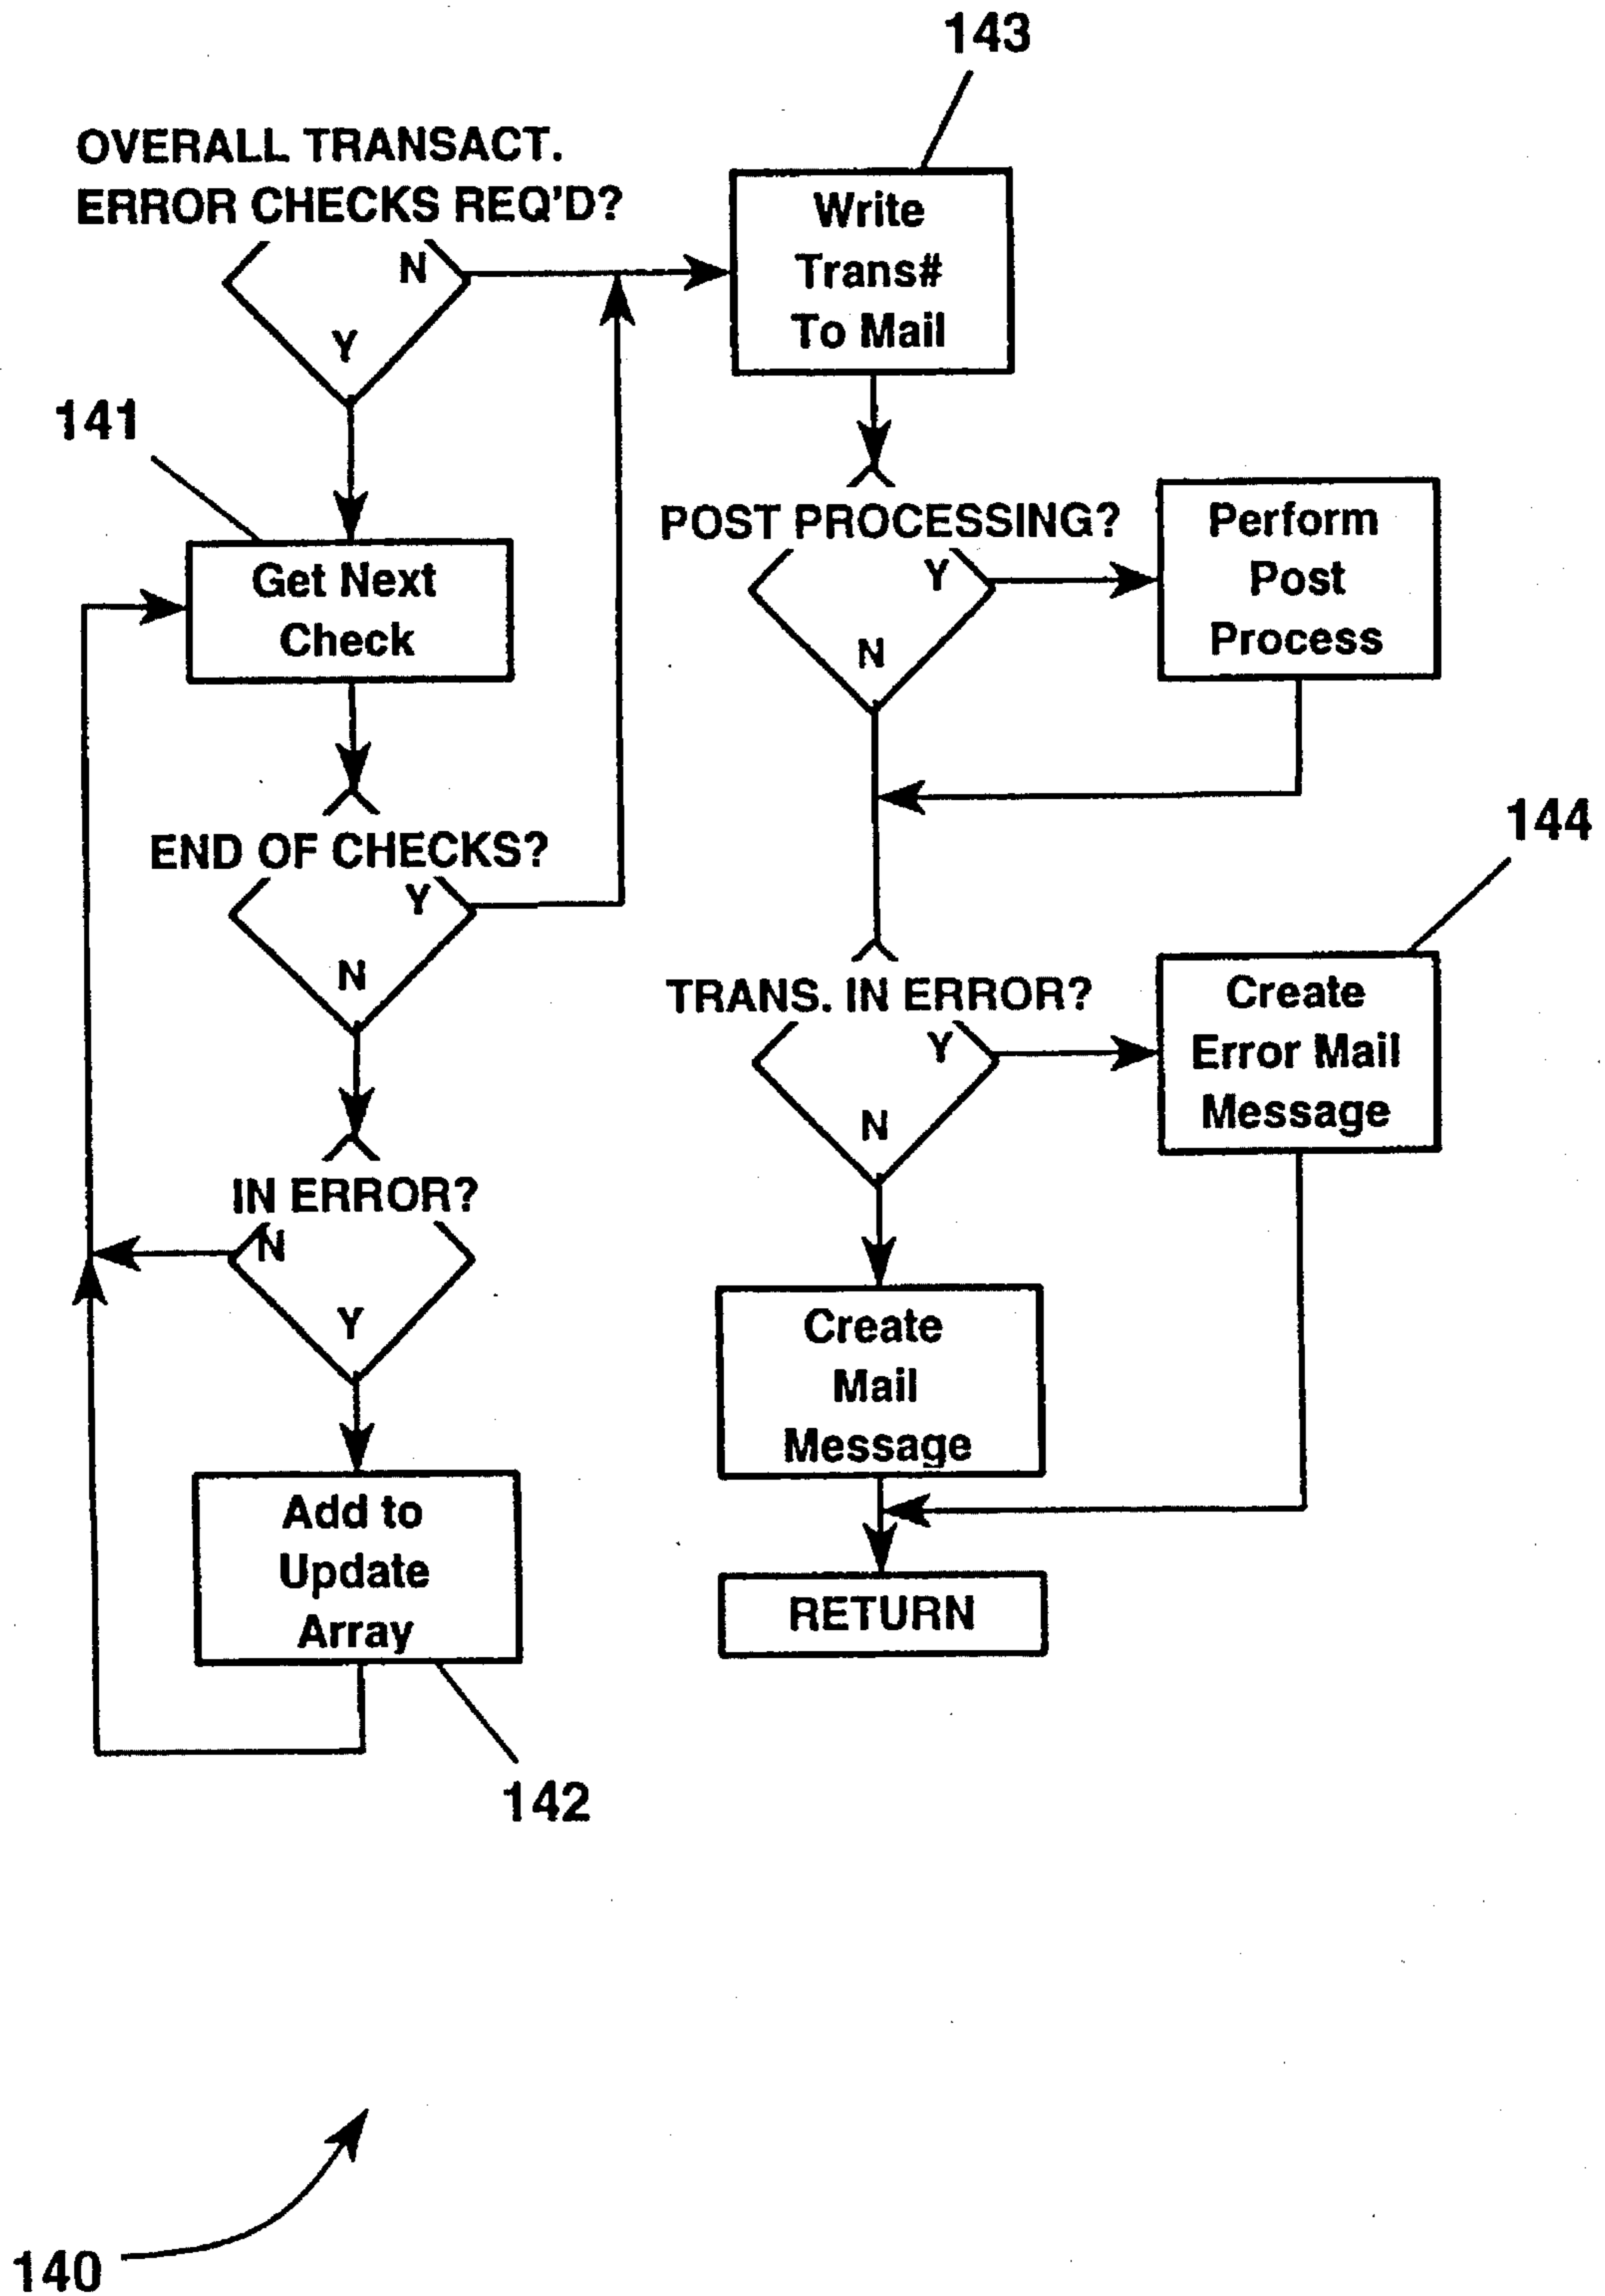 143
OVERALL TRANSACT.
ERROR CHECKS REQ'D?
N
Y
Write
Trans#
To Mail
141
Get Next
Check
POST PROCESSING?
Y
N
Perform
Post
Process
END OF CHECKS?
Y
N
144
TRANS. IN ERROR?
Y
N
Create
Error Mail
Message
IN ERROR?
N
Y
Create
Mail
Message
Add to
Update
Array
RETURN
142
140